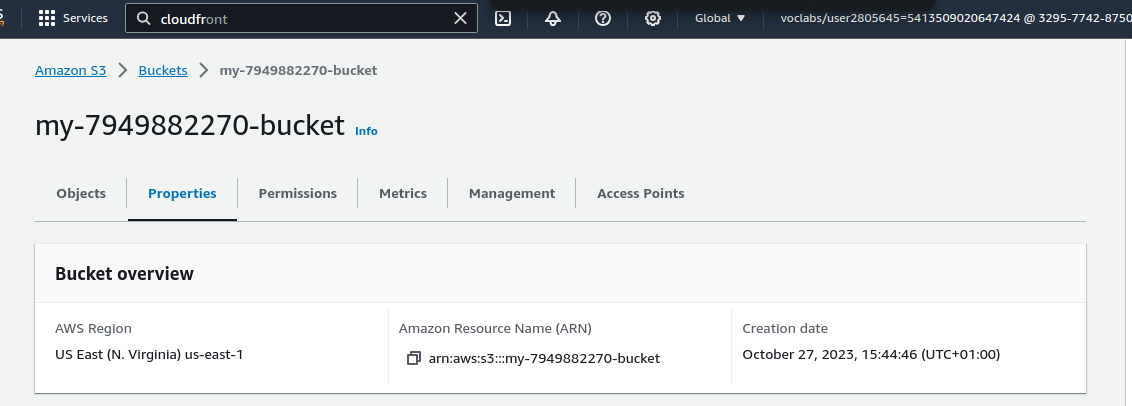 Services cloudfront Global voclabs/user2805645=5413509020647424 @ 3295-7742-8750
Amazon S3 Buckets my-7949882270-bucket
my-7949882270-bucket Info
Objects Properties Permissions Metrics Management Access Points
Bucket overview
AWS Region Amazon Resource Name (ARN) Creation date
US East (N. Virginia) us-east-1 arn:aws:s3:::my-7949882270-bucket October 27, 2023, 15:44:46 (UTC+01:00)